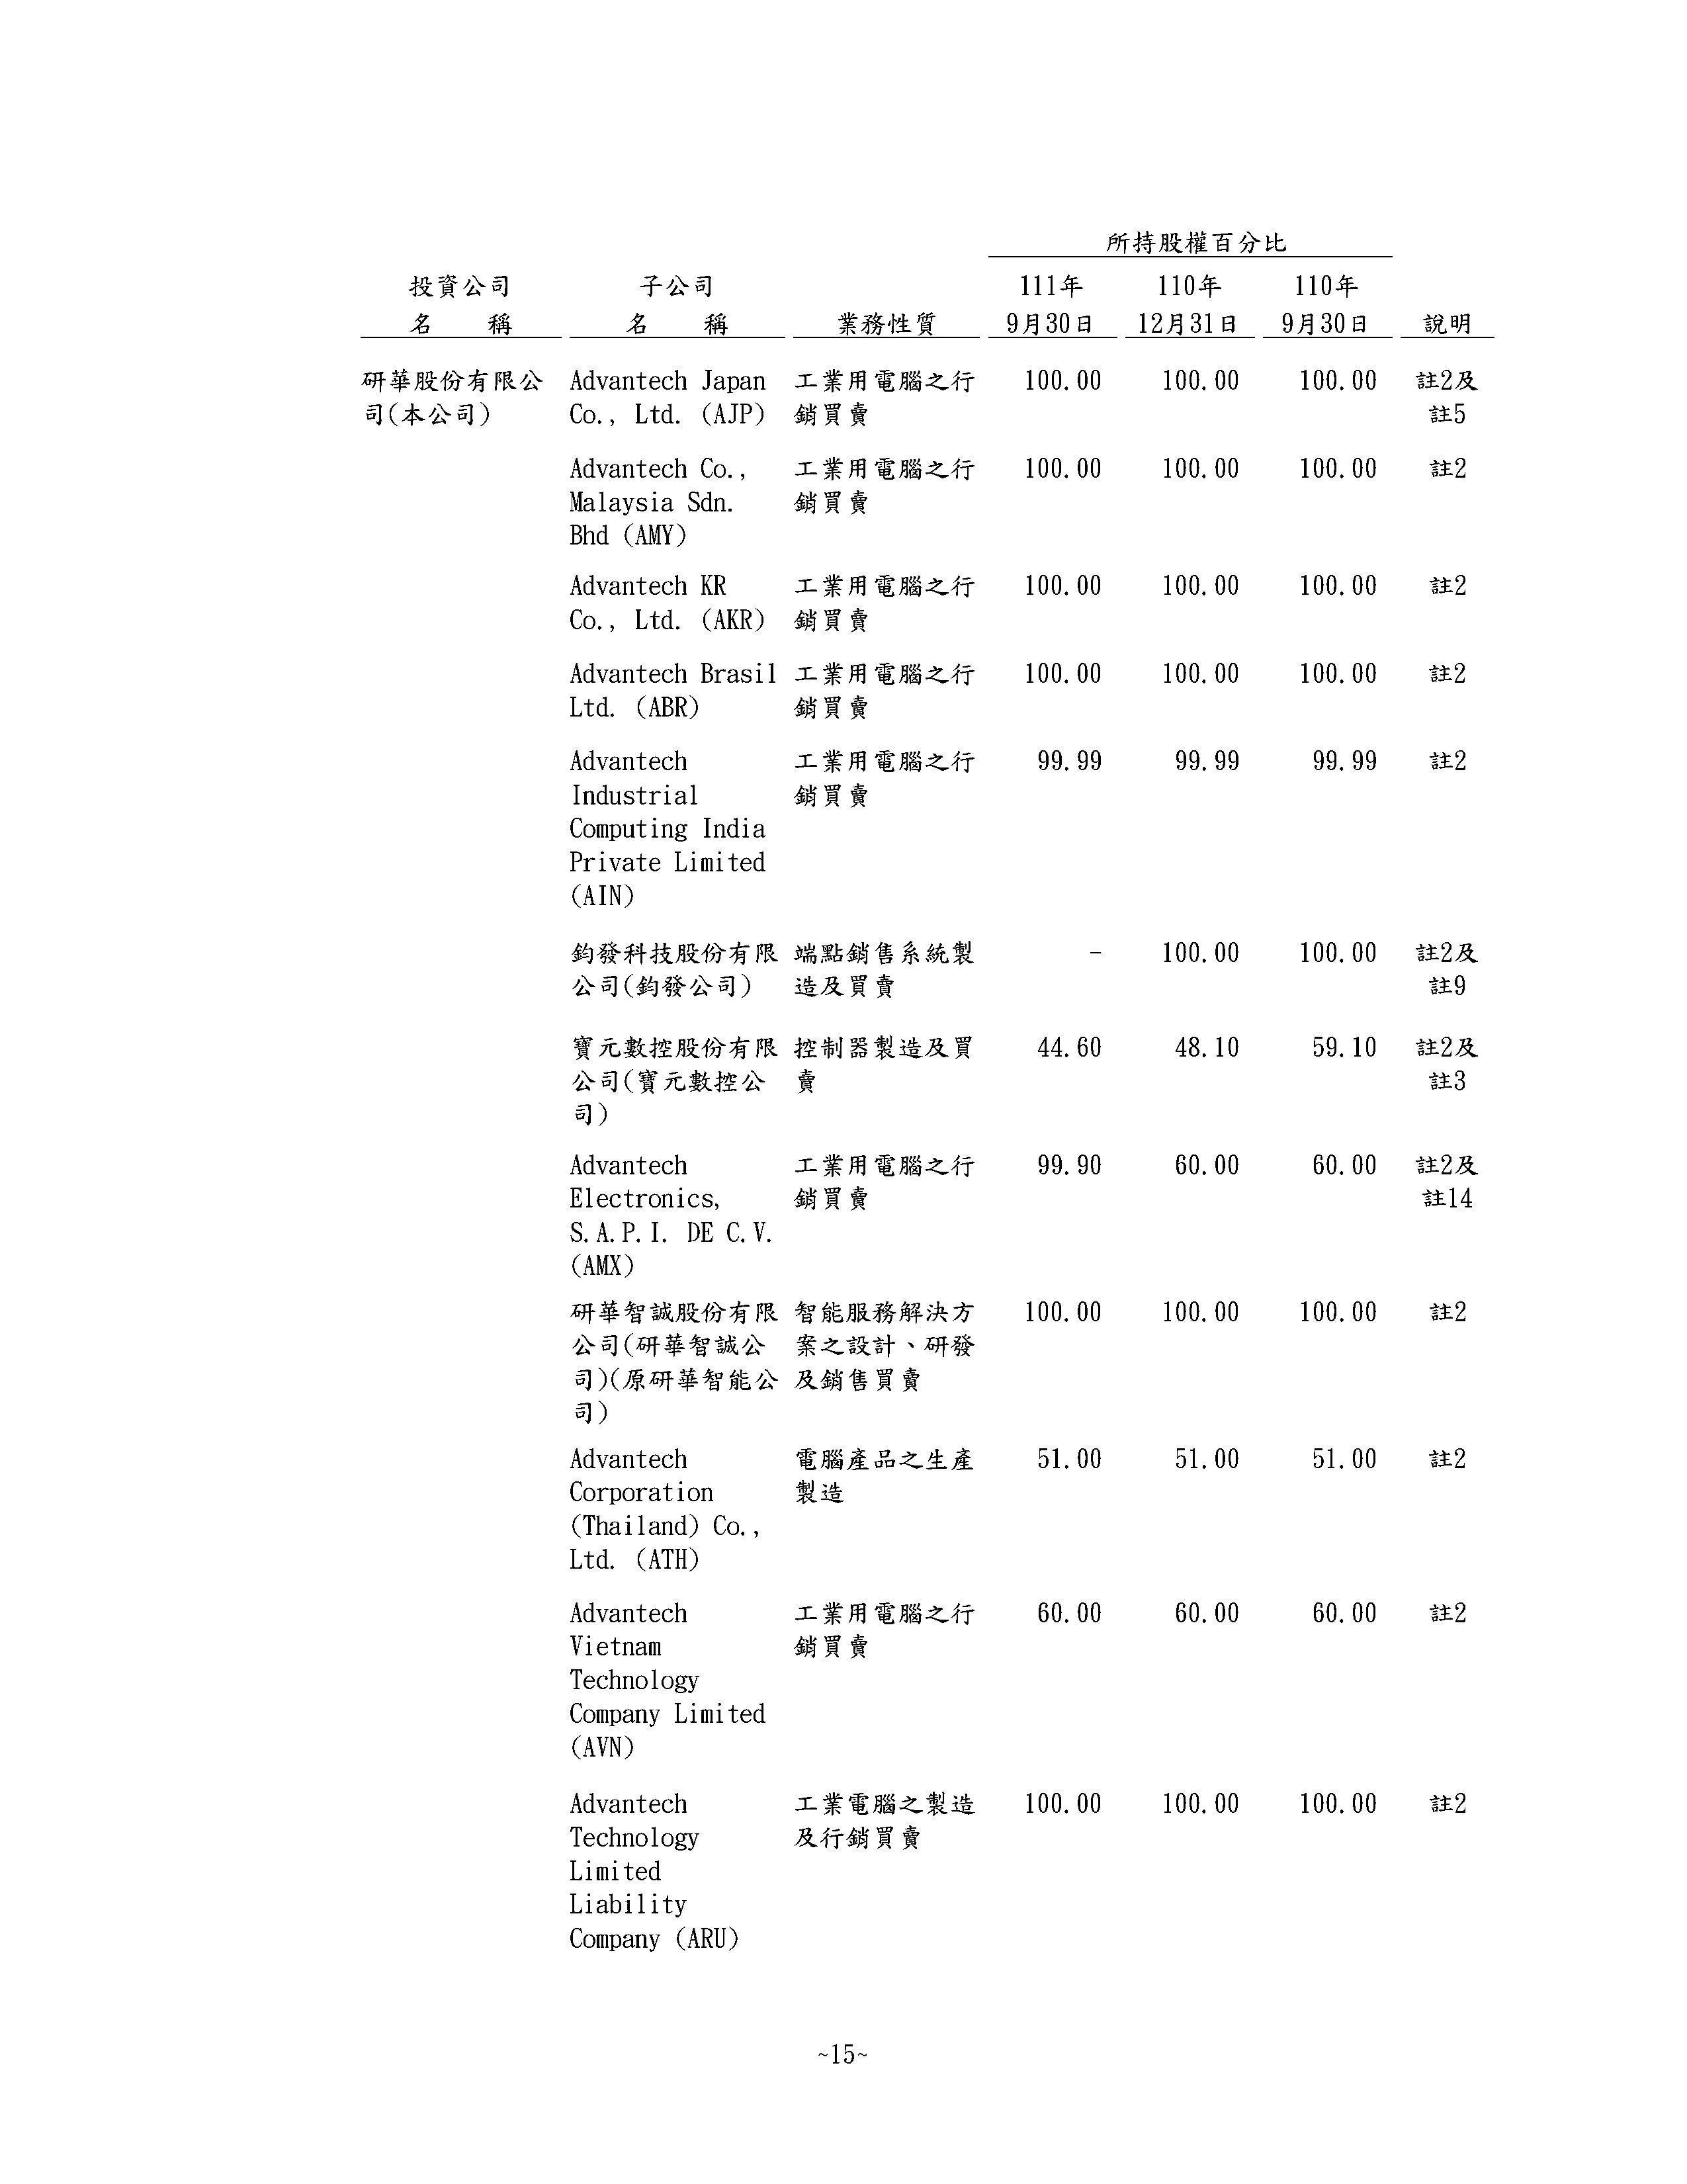 所持股權百分比
投資公司 子公司 111年 110年 110年
名 稱 名 稱 業務性質 9月30日 12月31日 9月30日 說明
研華股份有限公 Advantech Japan 工業用電腦之行 100.00 100.00 100.00 註2及
司(本公司) Co., Ltd. (AJP) 銷買賣 註5
Advantech Co., 工業用電腦之行 100.00 100.00 100.00 註2
Malaysia Sdn. 銷買賣
Bhd (AMY)
Advantech KR 工業用電腦之行 100.00 100.00 100.00 註2
Co., Ltd. (AKR) 銷買賣
Advantech Brasil 工業用電腦之行 100.00 100.00 100.00 註2
Ltd. (ABR) 銷買賣
Advantech 工業用電腦之行 99.99 99.99 99.99 註2
Industrial 銷買賣
Computing India
Private Limited
(AIN)
鈞發科技股份有限 端點銷售系統製 - 100.00 100.00 註2及
公司(鈞發公司) 造及買賣 註9
寶元數控股份有限 控制器製造及買 44.60 48.10 59.10 註2及
公司(寶元數控公 賣 註3
司)
Advantech 工業用電腦之行 99.90 60.00 60.00 註2及
Electronics, 銷買賣 註14
S.A.P.I. DE C.V.
(AMX)
研華智誠股份有限 智能服務解決方 100.00 100.00 100.00 註2
公司(研華智誠公 案之設計、研發
司)(原研華智能公 及銷售買賣
司)
Advantech 電腦產品之生產 51.00 51.00 51.00 註2
Corporation 製造
(Thailand) Co.,
Ltd. (ATH)
Advantech 工業用電腦之行 60.00 60.00 60.00 註2
Vietnam 銷買賣
Technology
Company Limited
(AVN)
Advantech 工業電腦之製造 100.00 100.00 100.00 註2
Technology 及行銷買賣
Limited
Liability
Company (ARU)
~15~